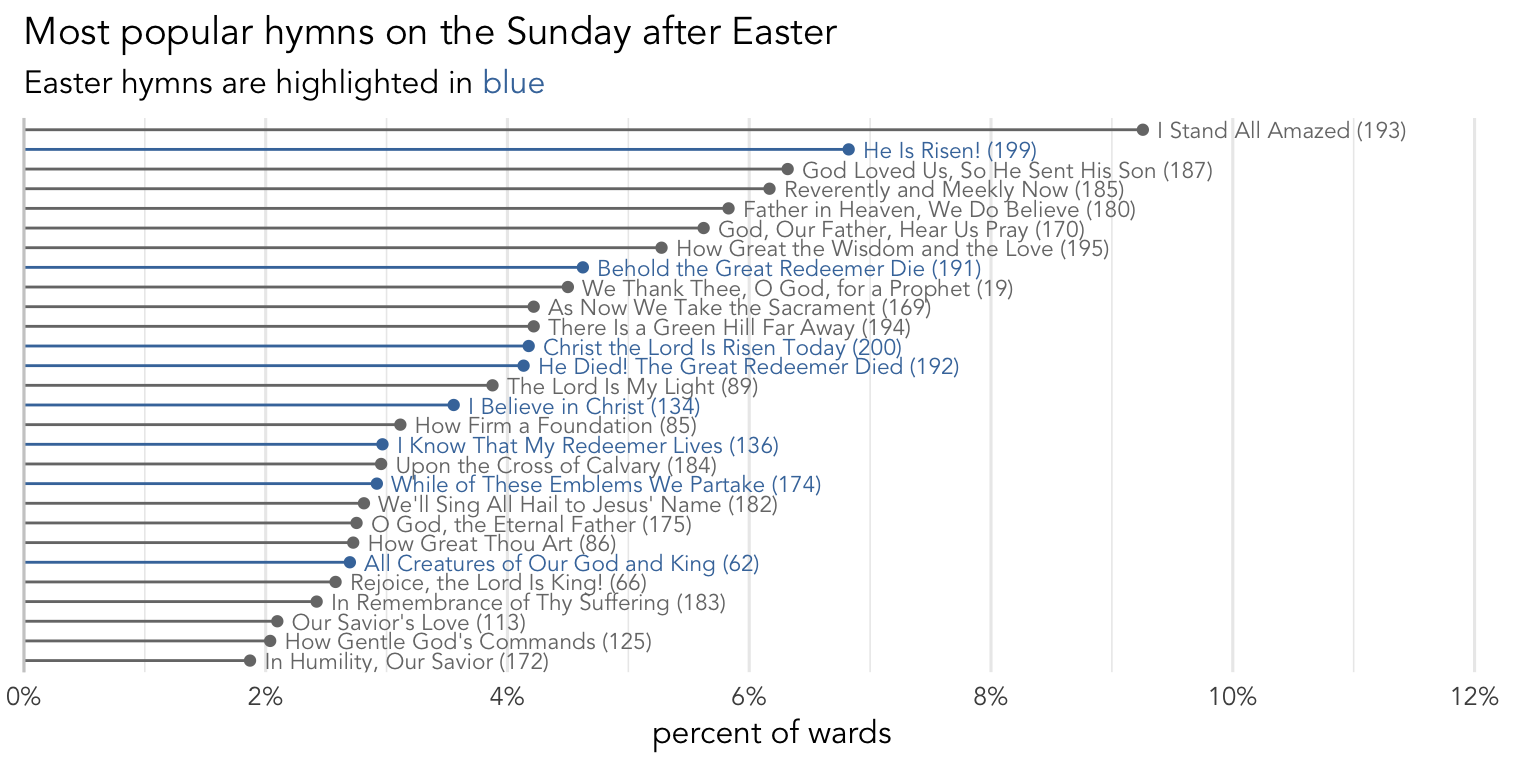 Most popular hymns on the Sunday after Easter
Easter hymns are highlighted in blue
I Stand All Amazed (193)
He Is Risen! (199)
God Loved Us, So He Sent His Son (187)
Reverently and Meekly Now (185)
Father in Heaven, We Do Believe (180)
God, Our Father, Hear Us Pray (170)
How Great the Wisdom and the Love (195)
Behold the Great Redeemer Die (191)
We Thank Thee, O God, for a Prophet (19)
As Now We Take the Sacrament (169)
There Is a Green Hill Far Away (194)
Christ the Lord Is Risen Today (200)
He Died! The Great Redeemer Died (192)
The Lord Is My Light (89)
I Believe in Christ (134)
How Firm a Foundation (85)
I Know That My Redeemer Lives (136)
Upon the Cross of Calvary (184)
While of These Emblems We Partake (174)
We'll Sing All Hail to Jesus' Name (182)
O God, the Eternal Father (175)
How Great Thou Art (86)
All Creatures of Our God and King (62)
Rejoice, the Lord Is King! (66)
In Remembrance of Thy Suffering (183)
Our Savior's Love (113)
How Gentle God's Commands (125)
In Humility, Our Savior (172)
0% 2% 4% 6% 8% 10% 12%
percent of wards